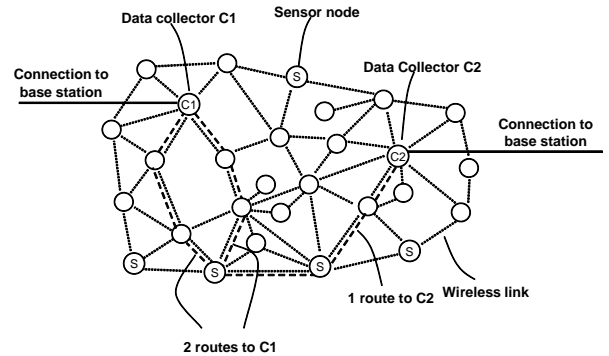 Data collector C1
Sensor node
Data Collector C2
Connection to
base station
S
C1
Connection to
base station
C2
S
S
S
S
1 route to C2
Wireless link
2 routes to C1